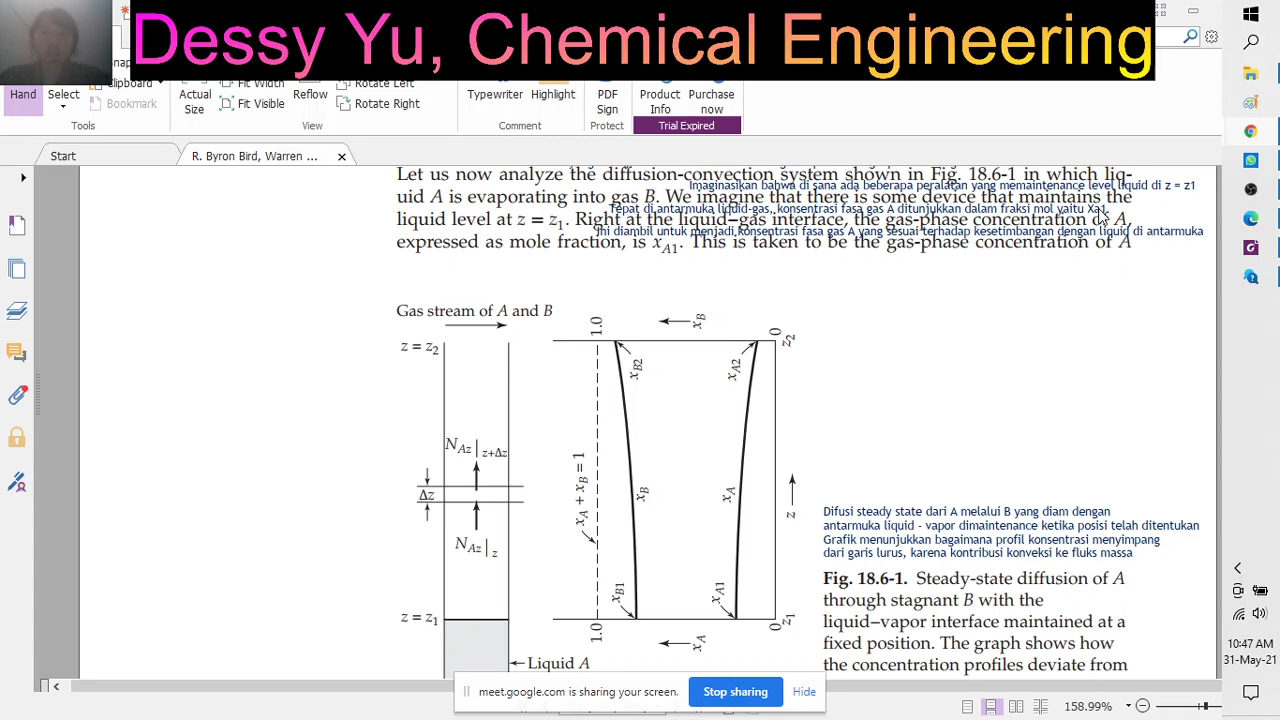 Dessy Yu, Chemical Engineering
Hand
Select
Clipboard
Bookmark
Actual Size
Fit Width
Fit Visible
Reflow
Rotate Left
Rotate Right
Typewriter
Highlight
PDF Sign
Product Info
Purchase now
Tools
View
Comment
Protect
Trial Expired
Start
R. Byron Bird, Warren ...
Let us now analyze the diffusion-convection system shown in Fig. 18.6-1 in which liq-
Imaginasikan bahwa di sana ada beberapa peralatan yang memaintenance level liquid di z = z1
uid A is evaporating into gas B. We imagine that there is some device that maintains the
Tepat di antarmuka liquid-gas, konsentrasi fasa gas A ditunjukkan dalam fraksi mol yaitu Xa1
liquid level at z = z1. Right at the liquid–gas interface, the gas-phase concentration of A,
Ini diambil untuk menjadi konsentrasi fasa gas A yang sesuai terhadap kesetimbangan dengan liquid di antarmuka
expressed as mole fraction, is xA1. This is taken to be the gas-phase concentration of A
Gas stream of A and B
z = z2
NAz|z+Δz
Δz
NAz|z
z = z1
Liquid A
1.0
xB
0
z2
xB2
xA2
xA + xB = 1
xB
xA
z
xB1
xA1
1.0
xA
0
z1
Difusi steady state dari A melalui B yang diam dengan
antarmuka liquid - vapor dimaintenance ketika posisi telah ditentukan
Grafik menunjukkan bagaimana profil konsentrasi menyimpang
dari garis lurus, karena kontribusi konveksi ke fluks massa
Fig. 18.6-1. Steady-state diffusion of A
through stagnant B with the
liquid–vapor interface maintained at a
fixed position. The graph shows how
the concentration profiles deviate from
meet.google.com is sharing your screen.
Stop sharing
Hide
158.99%
10:47 AM
31-May-21